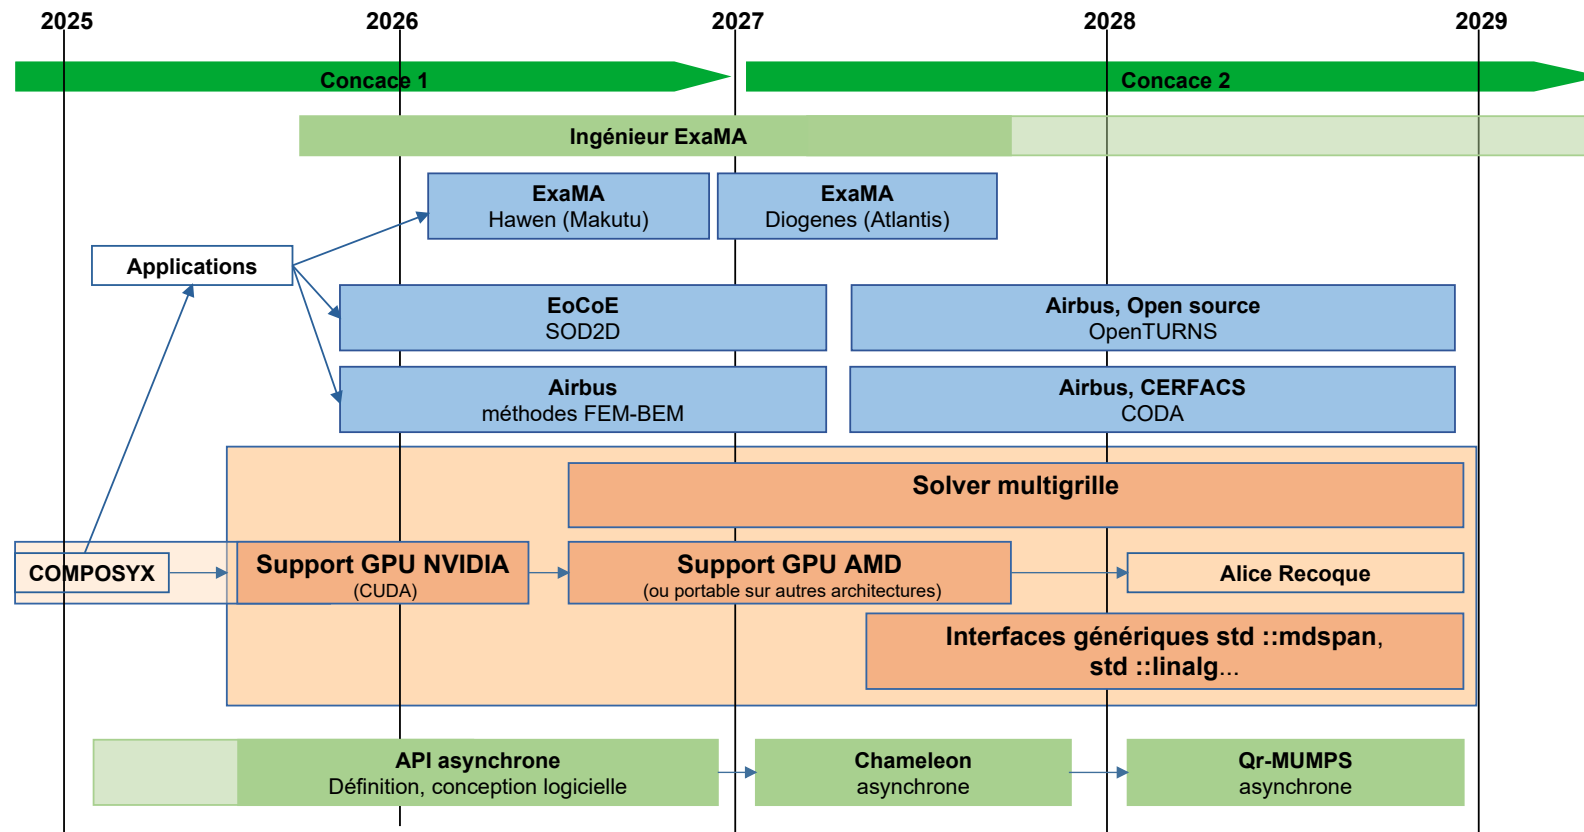 2025
2026
2027
2028
2029
Concace 1
Concace 2
Ingénieur ExaMA
ExaMA
Hawen (Makutu)
ExaMA
Diogenes (Atlantis)
Applications
EoCoE
SOD2D
Airbus, Open source
OpenTURNS
Airbus
méthodes FEM-BEM
Airbus, CERFACS
CODA
Solver multigrille
COMPOSYX
Support GPU NVIDIA
(CUDA)
Support GPU AMD
(ou portable sur autres architectures)
Alice Recoque
Interfaces génériques std ::mdspan,
std ::linalg...
API asynchrone
Définition, conception logicielle
Chameleon
asynchrone
Qr-MUMPS
asynchrone